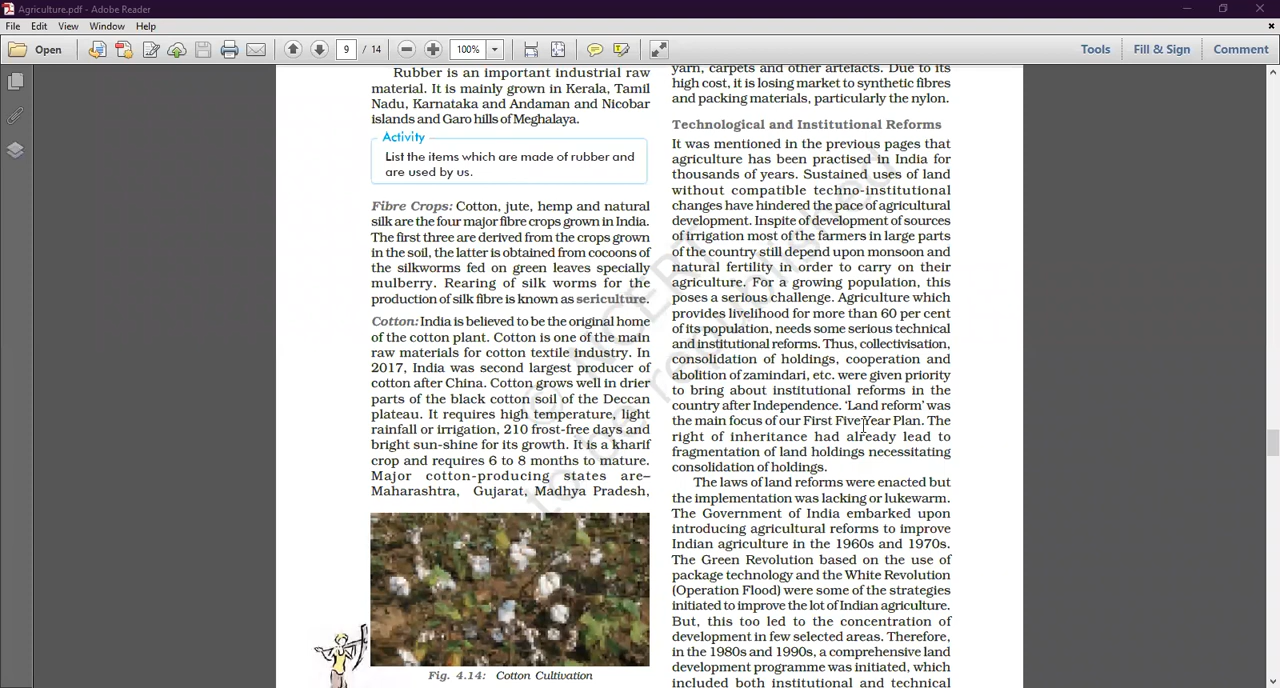 Agriculture.pdf - Adobe Reader
File Edit View Window Help
Open 9 / 14 100% Tools Fill & Sign Comment
Rubber is an important industrial raw
material. It is mainly grown in Kerala, Tamil
Nadu, Karnataka and Andaman and Nicobar
islands and Garo hills of Meghalaya.
Activity
List the items which are made of rubber and
are used by us.
Fibre Crops: Cotton, jute, hemp and natural
silk are the four major fibre crops grown in India.
The first three are derived from the crops grown
in the soil, the latter is obtained from cocoons of
the silkworms fed on green leaves specially
mulberry. Rearing of silk worms for the
production of silk fibre is known as sericulture.
Cotton: India is believed to be the original home
of the cotton plant. Cotton is one of the main
raw materials for cotton textile industry. In
2017, India was second largest producer of
cotton after China. Cotton grows well in drier
parts of the black cotton soil of the Deccan
plateau. It requires high temperature, light
rainfall or irrigation, 210 frost-free days and
bright sun-shine for its growth. It is a kharif
crop and requires 6 to 8 months to mature.
Major cotton-producing states are–
Maharashtra, Gujarat, Madhya Pradesh,
Fig. 4.14: Cotton Cultivation
yarn, carpets and other artefacts. Due to its
high cost, it is losing market to synthetic fibres
and packing materials, particularly the nylon.
Technological and Institutional Reforms
It was mentioned in the previous pages that
agriculture has been practised in India for
thousands of years. Sustained uses of land
without compatible techno-institutional
changes have hindered the pace of agricultural
development. Inspite of development of sources
of irrigation most of the farmers in large parts
of the country still depend upon monsoon and
natural fertility in order to carry on their
agriculture. For a growing population, this
poses a serious challenge. Agriculture which
provides livelihood for more than 60 per cent
of its population, needs some serious technical
and institutional reforms. Thus, collectivisation,
consolidation of holdings, cooperation and
abolition of zamindari, etc. were given priority
to bring about institutional reforms in the
country after Independence. ‘Land reform’ was
the main focus of our First Five Year Plan. The
right of inheritance had already lead to
fragmentation of land holdings necessitating
consolidation of holdings.
The laws of land reforms were enacted but
the implementation was lacking or lukewarm.
The Government of India embarked upon
introducing agricultural reforms to improve
Indian agriculture in the 1960s and 1970s.
The Green Revolution based on the use of
package technology and the White Revolution
(Operation Flood) were some of the strategies
initiated to improve the lot of Indian agriculture.
But, this too led to the concentration of
development in few selected areas. Therefore,
in the 1980s and 1990s, a comprehensive land
development programme was initiated, which
included both institutional and technical
© NCERT
to be republished